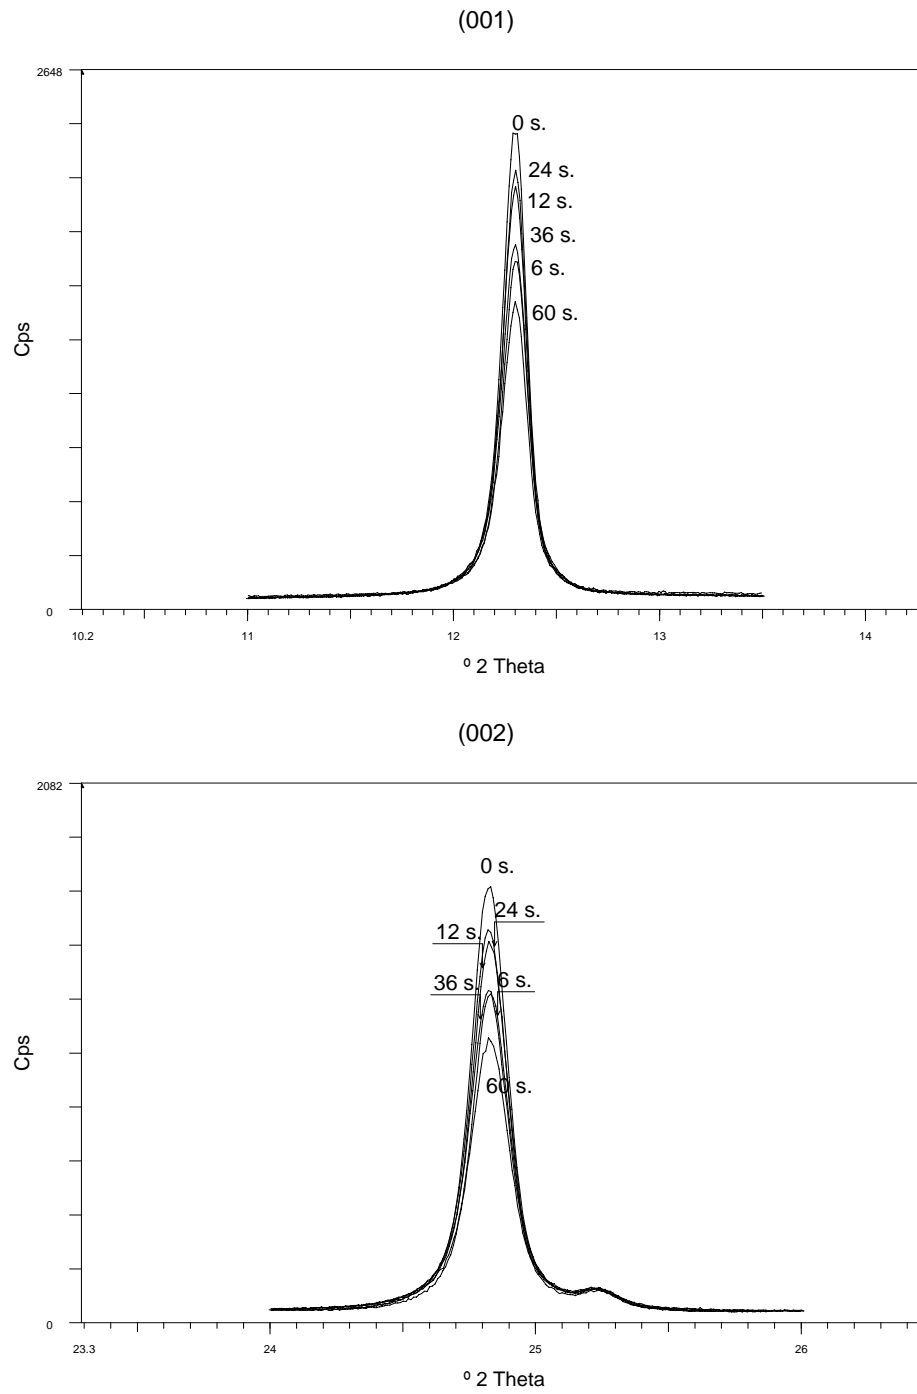 (001)
2648
0 s.
24 s.
12 s.
36 s.
6 s.
60 s.
Cps
0
10.2 11 12 13 14
º 2 Theta
(002)
2082
0 s.
24 s.
12 s.
36 s. 6 s.
60 s.
Cps
0
23.3 24 25 26
º 2 Theta